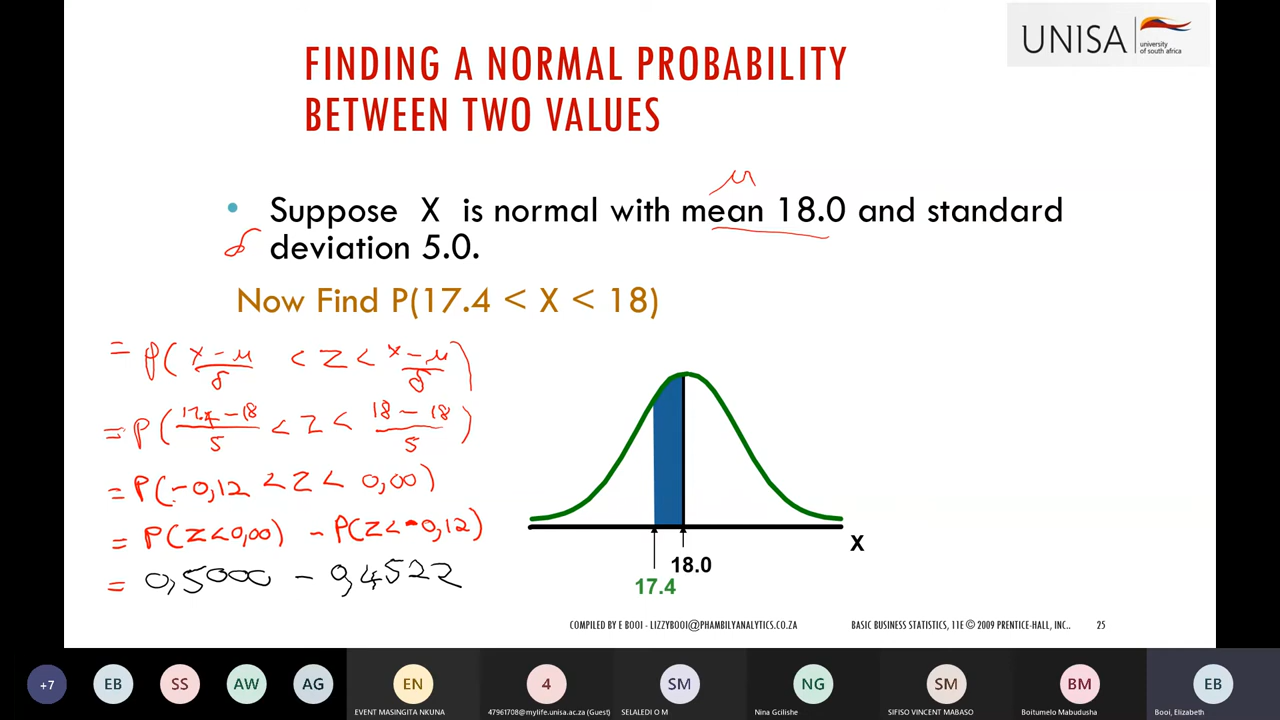 UNISA
university
of south africa
FINDING A NORMAL PROBABILITY
BETWEEN TWO VALUES
μ
• Suppose X is normal with mean 18.0 and standard
δ deviation 5.0.
Now Find P(17.4 < X < 18)
= P( x – μ / δ < Z < x – μ / δ )
= P( 17.4 – 18 / 5 < Z < 18 – 18 / 5 )
= P( –0,12 < Z < 0,00)
= P(Z < 0,00) – P(Z < –0,12)
= 0,5000 – 0,4522
X
18.0
17.4
COMPILED BY E BOOI - LIZZYBOOI@PHAMBILYANALYTICS.CO.ZA BASIC BUSINESS STATISTICS, 11E © 2009 PRENTICE-HALL, INC.. 25
+7 EB SS AW AG EN 4 SM NG SM BM EB
EVENT MASINGITA NKUNA 47961708@mylife.unisa.ac.za (Guest) SELALEDI O M Nina Gcilishe SIFISO VINCENT MABASO Boitumelo Mabudusha Booi, Elizabeth